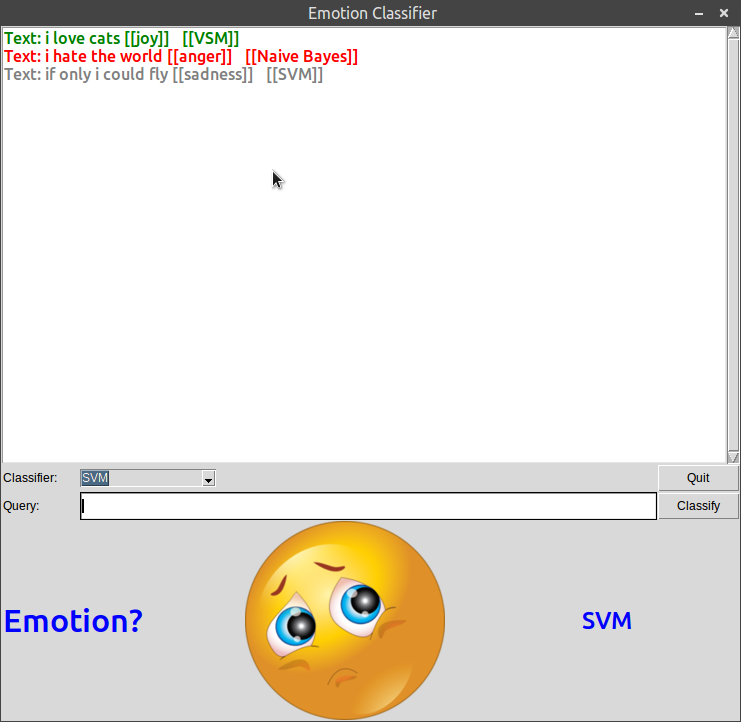 Emotion Classifier
Text: i love cats [[joy]] [[VSM]]
Text: i hate the world [[anger]] [[Naive Bayes]]
Text: if only i could fly [[sadness]] [[SVM]]
Classifier: SVM Quit
Query: Classify
Emotion? SVM